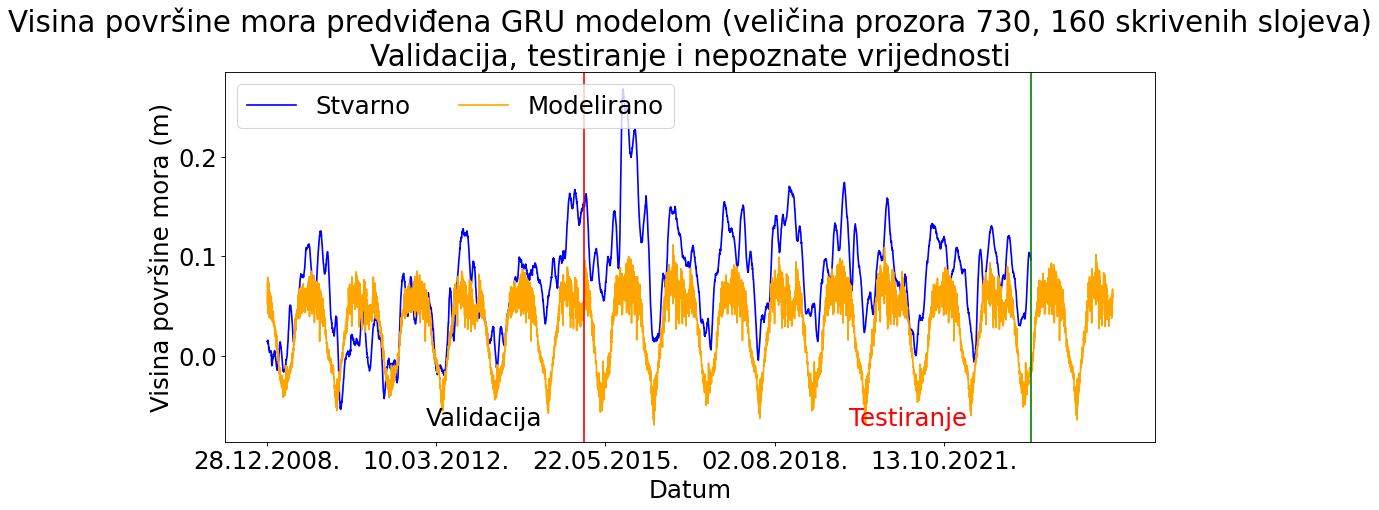 Visina površine mora predviđena GRU modelom (veličina prozora 730, 160 skrivenih slojeva)
Validacija, testiranje i nepoznate vrijednosti
Stvarno
Modelirano
Visina površine mora (m)
0.2
0.1
0.0
Validacija
Testiranje
28.12.2008.
10.03.2012.
22.05.2015.
02.08.2018.
13.10.2021.
Datum